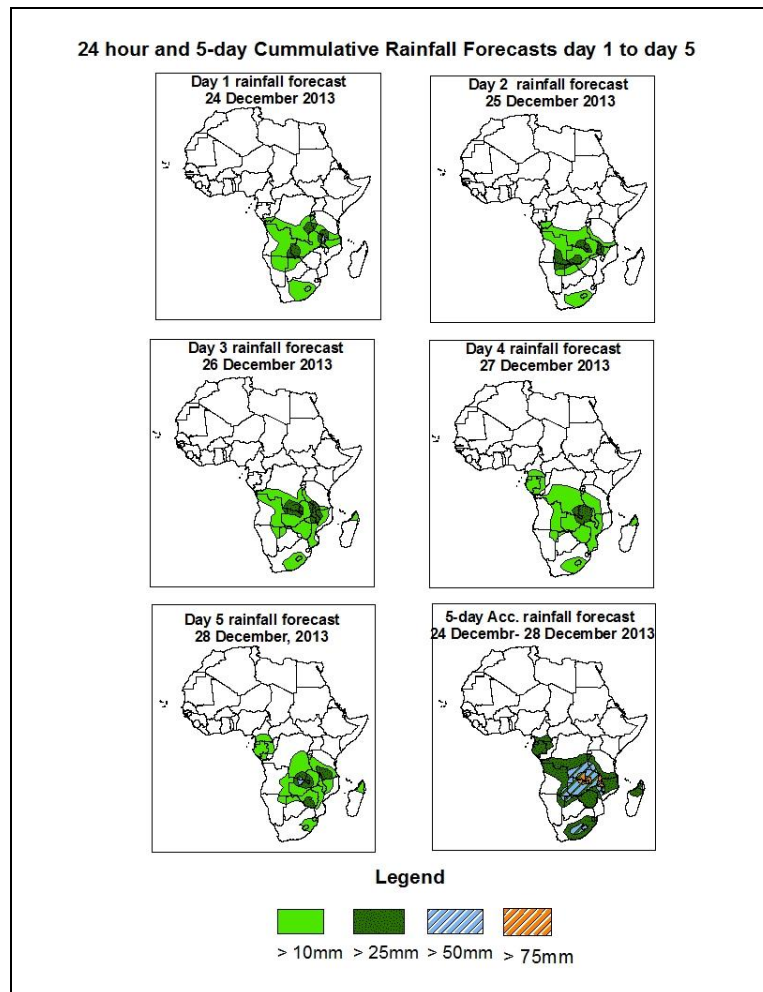 24 hour and 5-day Cummulative Rainfall Forecasts day 1 to day 5
Day 1 rainfall forecast
24 December 2013
Day 2 rainfall forecast
25 December 2013
Day 3 rainfall forecast
26 December 2013
Day 4 rainfall forecast
27 December 2013
Day 5 rainfall forecast
28 December, 2013
5-day Acc. rainfall forecast
24 Decembr- 28 December 2013
Legend
> 10mm > 25mm > 50mm > 75mm